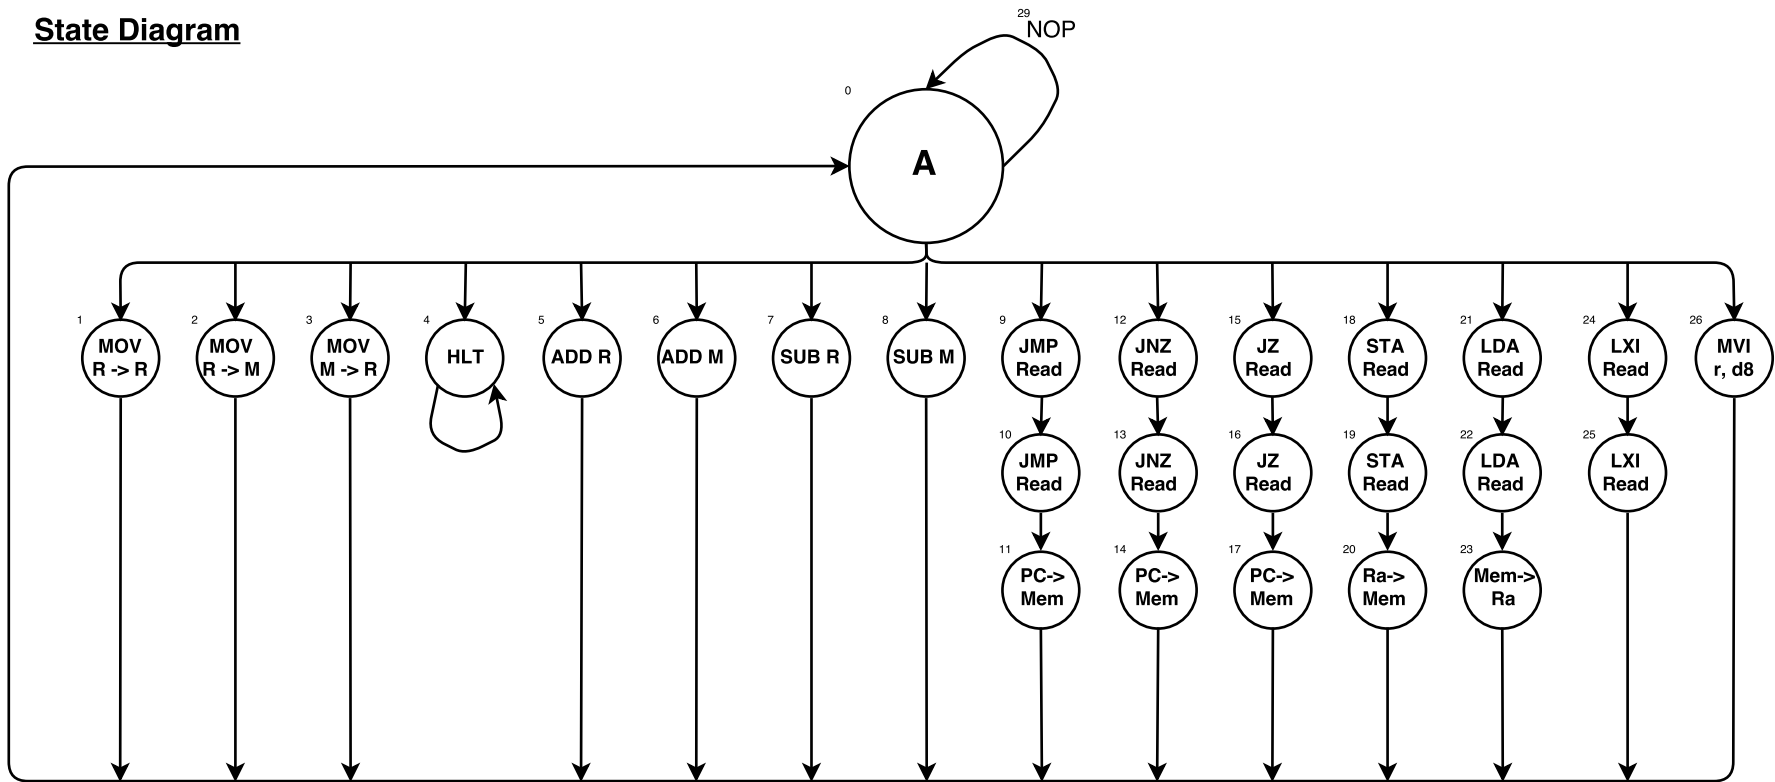 State Diagram
29
NOP
0
A
1
MOV
R -> R
2
MOV
R -> M
3
MOV
M -> R
4
HLT
5
ADD R
6
ADD M
7
SUB R
8
SUB M
9
JMP
Read
12
JNZ
Read
15
JZ
Read
18
STA
Read
21
LDA
Read
24
LXI
Read
26
MVI
r, d8
10
JMP
Read
13
JNZ
Read
16
JZ
Read
19
STA
Read
22
LDA
Read
25
LXI
Read
11
PC->
Mem
14
PC->
Mem
17
PC->
Mem
20
Ra->
Mem
23
Mem->
Ra